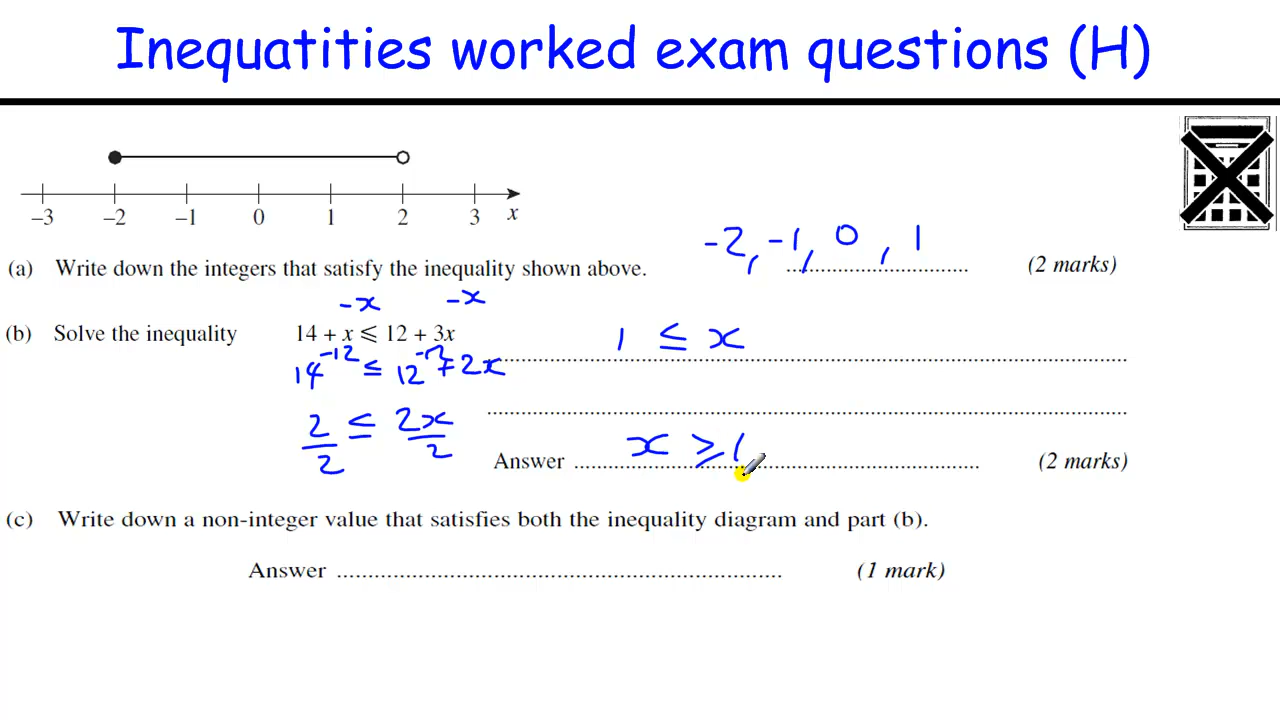 Inequatities worked exam questions (H)
–3 –2 –1 0 1 2 3 x
-2, -1, 0, 1
(a) Write down the integers that satisfy the inequality shown above. .............................. (2 marks)
-x -x
(b) Solve the inequality 14 + x ⩽ 12 + 3x 1 ≤ x
14 -12 ≤ 12 -12 + 2x
2/2 ≤ 2x/2
Answer x ≥ 1 (2 marks)
(c) Write down a non-integer value that satisfies both the inequality diagram and part (b).
Answer ...................................................................... (1 mark)